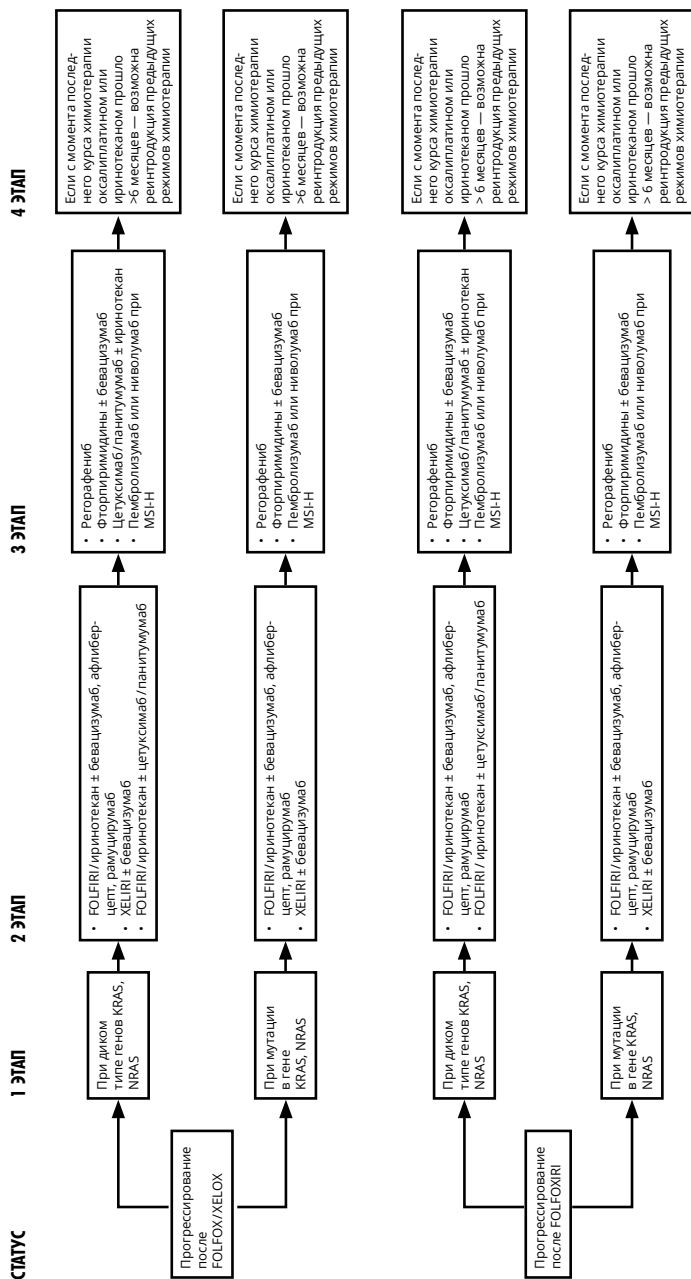 СТАТУС
1 ЭТАП
2 ЭТАП
3 ЭТАП
4 ЭТАП
Прогрессирование
после
FOLFOX/XELOX
При диком
типе генов KRAS,
NRAS
• FOLFIRI/иринотекан ± бевацизумаб, афлибер-
цепт, рамуцирумаб
• XELIRI ± бевацизумаб
• FOLFIRI/иринотекан ± цетуксимаб/панитумумаб
• Регорафениб
• Фторпиримидины ± бевацизумаб
• Цетуксимаб/панитумумаб ± иринотекан
• Пембролизумаб или ниволумаб при
MSI-H
Если с момента послед-
него курса химиотерапии
оксалиплатином или
иринотеканом прошло
>6 месяцев — возможна
реинтродукция предыдущих
режимов химиотерапии
При мутации
в гене
KRAS, NRAS
• FOLFIRI/иринотекан ± бевацизумаб, афлибер-
цепт, рамуцирумаб
• XELIRI ± бевацизумаб
• Регорафениб
• Фторпиримидины ± бевацизумаб
• Пембролизумаб или ниволумаб при
MSI-H
Если с момента послед-
него курса химиотерапии
оксалиплатином или
иринотеканом прошло
>6 месяцев — возможна
реинтродукция предыдущих
режимов химиотерапии
Прогрессирование
после FOLFOXIRI
При диком
типе генов KRAS,
NRAS
• FOLFIRI/иринотекан ± бевацизумаб, афлибер-
цепт, рамуцирумаб
• FOLFIRI / иринотекан ± цетуксимаб/панитумумаб
• Регорафениб
• Фторпиримидины ± бевацизумаб
• Цетуксимаб/панитумумаб ± иринотекан
• Пембролизумаб или ниволумаб при
MSI-H
Если с момента послед-
него курса химиотерапии
оксалиплатином или
иринотеканом прошло
> 6 месяцев — возможна
реинтродукция предыдущих
режимов химиотерапии
При мутации
в гене KRAS,
NRAS
• FOLFIRI/иринотекан ± бевацизумаб, афлибер-
цепт, рамуцирумаб
• XELIRI ± бевацизумаб
• Регорафениб
• Фторпиримидины ± бевацизумаб
• Пембролизумаб или ниволумаб при
MSI-H
Если с момента послед-
него курса химиотерапии
оксалиплатином или
иринотеканом прошло
> 6 месяцев — возможна
реинтродукция предыдущих
режимов химиотерапии